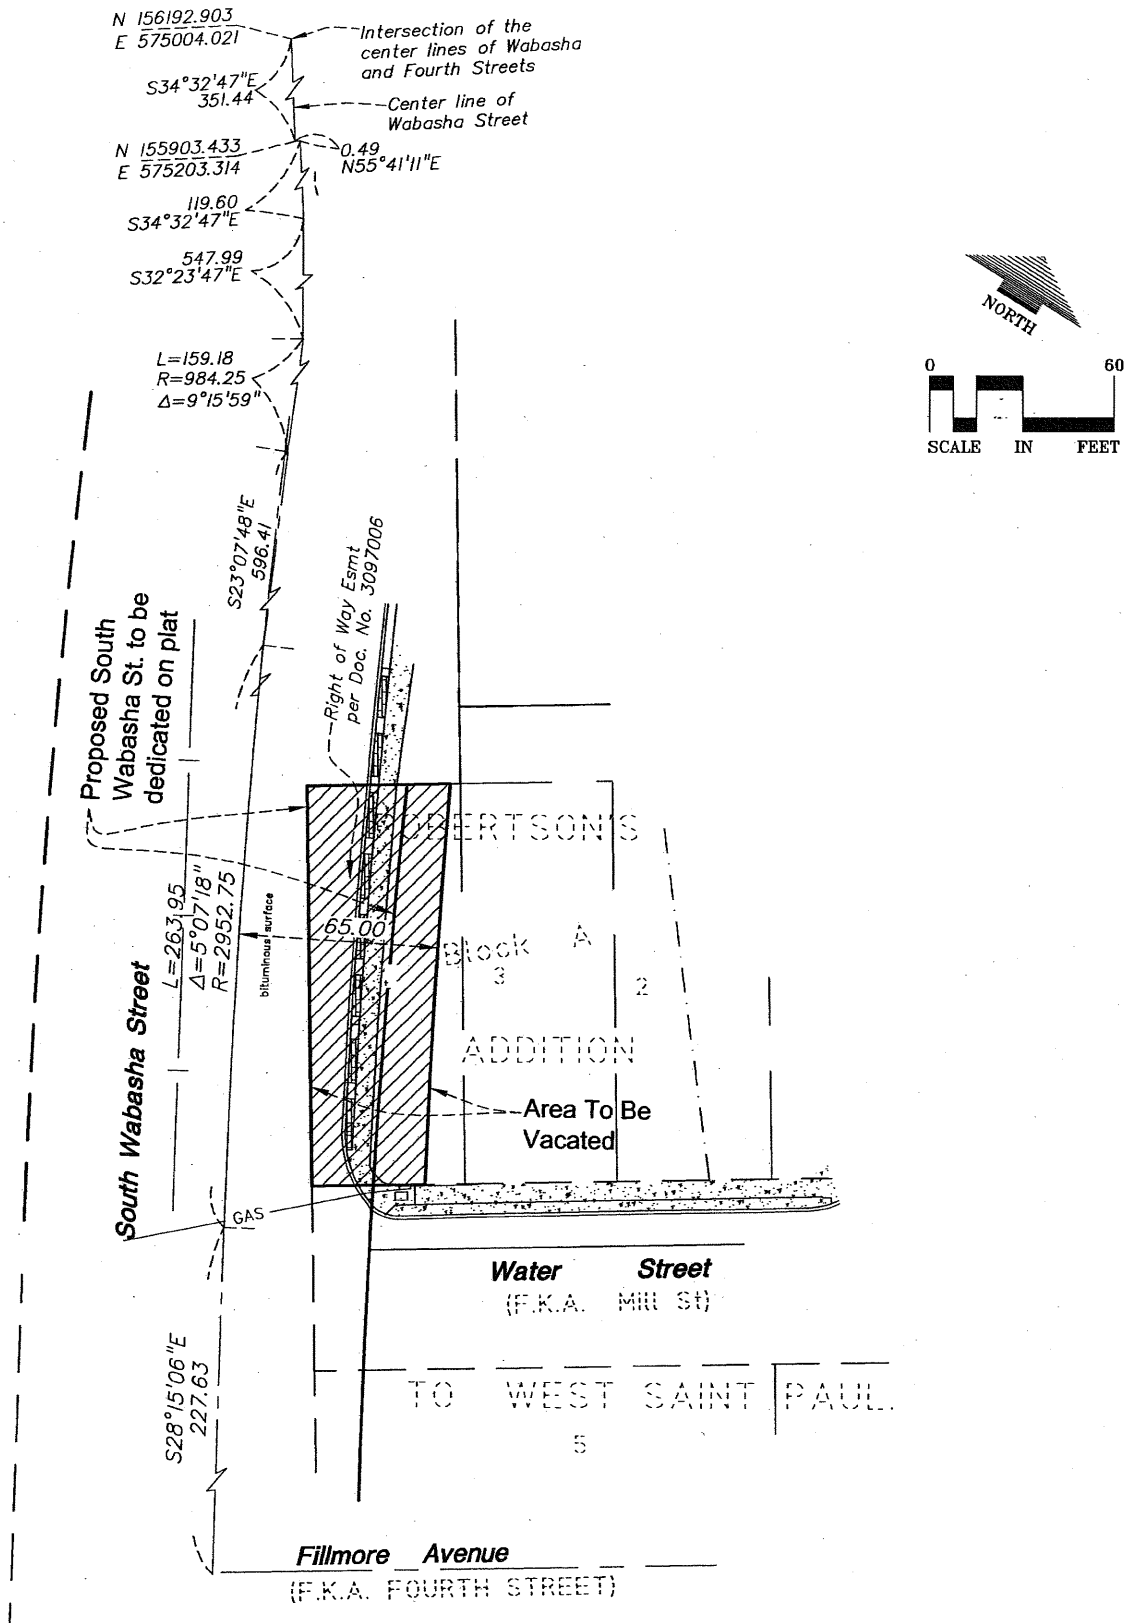 N 156192.903
E 575004.021
Intersection of the
center lines of Wabasha
and Fourth Streets
S34°32'47"E
351.44
Center line of
Wabasha Street
N 155903.433
E 575203.314
0.49
N55°41'11"E
119.60
S34°32'47"E
547.99
S32°23'47"E
NORTH
0 60
SCALE IN FEET
L=159.18
R=984.25
Δ=9°15'59"
S23°07'48"E
596.41
Right of Way Esmt
per Doc. No. 3097006
Proposed South
Wabasha St. to be
dedicated on plat
OBERTSON'S
L=263.95
Δ=5°07'18"
R=2952.75
bituminous surface
65.00
Block A
3
2
South Wabasha Street
ADDITION
Area To Be
Vacated
GAS
Water Street
(F.K.A. Mill St)
S28°15'06"E
227.63
TO WEST SAINT PAUL.
5
Fillmore Avenue
(F.K.A. FOURTH STREET)